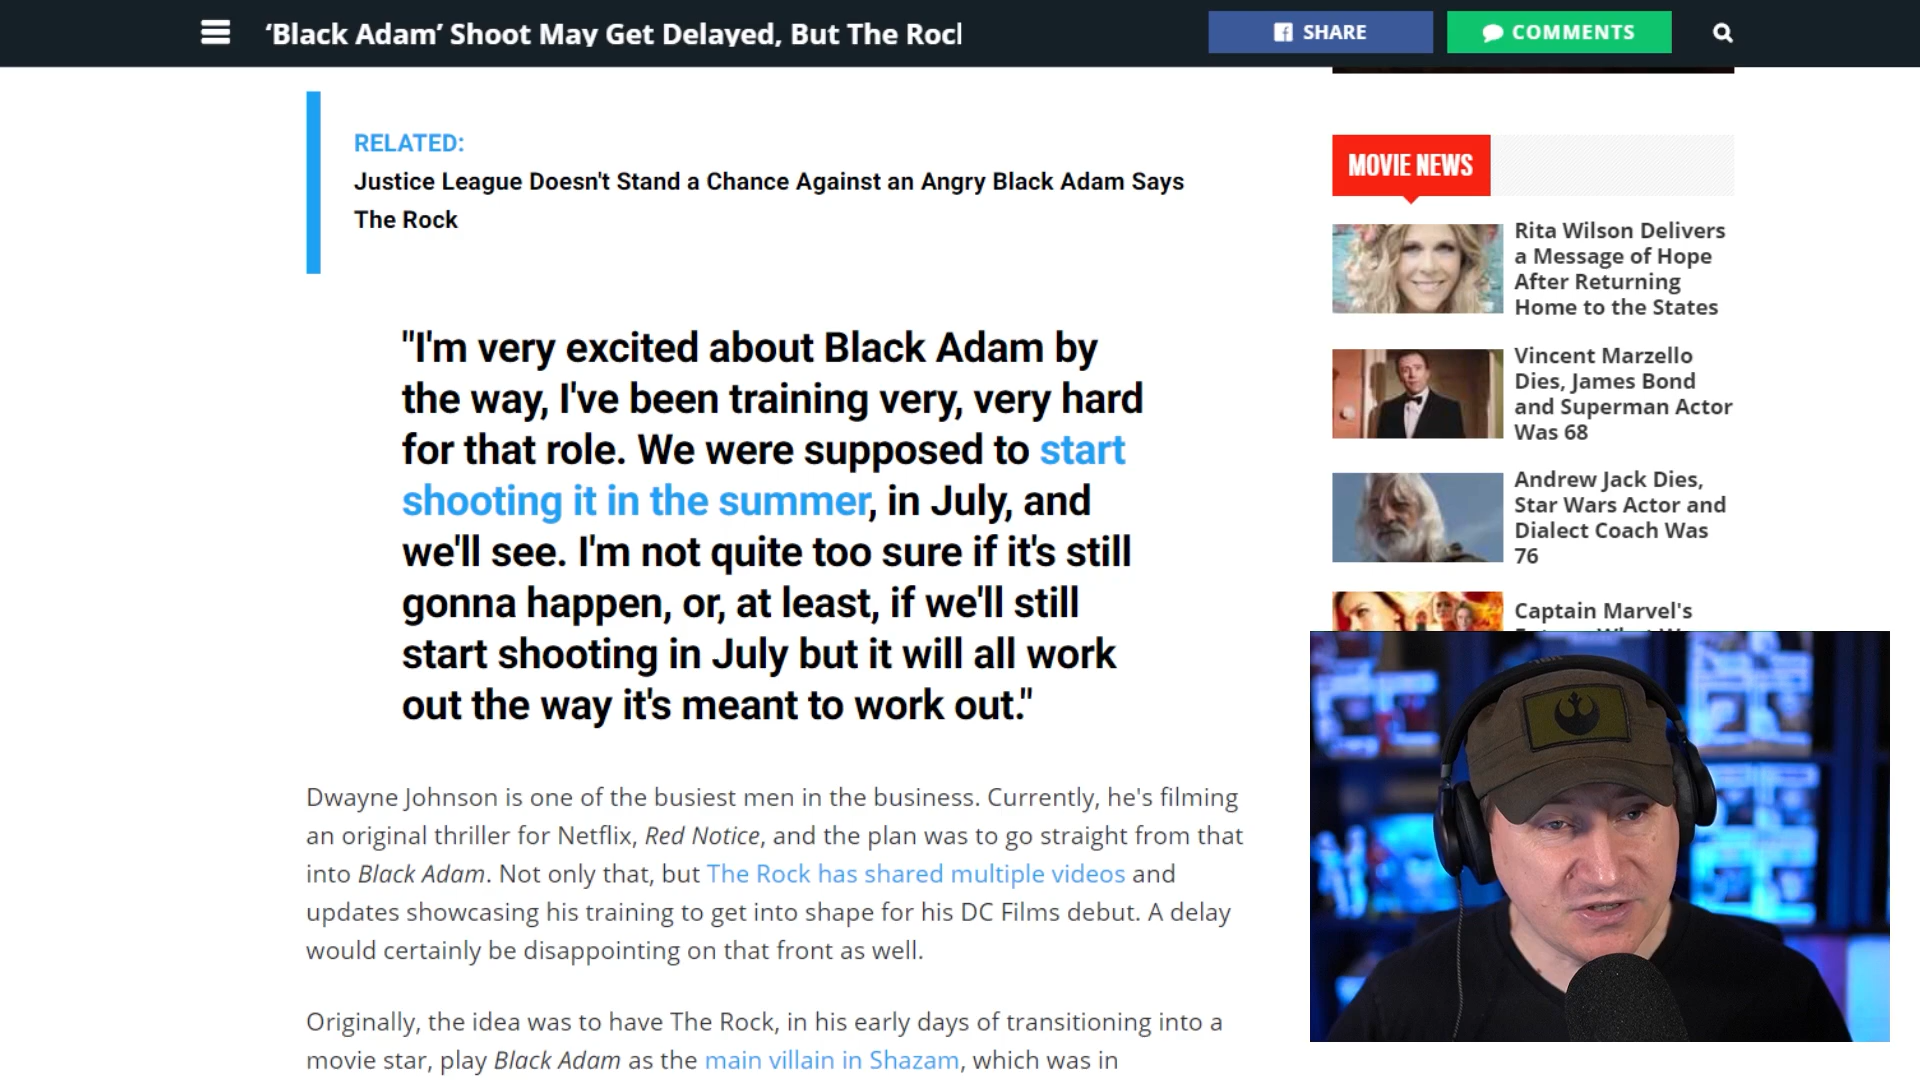 ‘Black Adam’ Shoot May Get Delayed, But The Rock
SHARE
COMMENTS
RELATED:
Justice League Doesn't Stand a Chance Against an Angry Black Adam Says
The Rock
"I'm very excited about Black Adam by
the way, I've been training very, very hard
for that role. We were supposed to start
shooting it in the summer, in July, and
we'll see. I'm not quite too sure if it's still
gonna happen, or, at least, if we'll still
start shooting in July but it will all work
out the way it's meant to work out."
Dwayne Johnson is one of the busiest men in the business. Currently, he's filming
an original thriller for Netflix, Red Notice, and the plan was to go straight from that
into Black Adam. Not only that, but The Rock has shared multiple videos and
updates showcasing his training to get into shape for his DC Films debut. A delay
would certainly be disappointing on that front as well.
Originally, the idea was to have The Rock, in his early days of transitioning into a
movie star, play Black Adam as the main villain in Shazam, which was in
MOVIE NEWS
Rita Wilson Delivers
a Message of Hope
After Returning
Home to the States
Vincent Marzello
Dies, James Bond
and Superman Actor
Was 68
Andrew Jack Dies,
Star Wars Actor and
Dialect Coach Was
76
Captain Marvel's